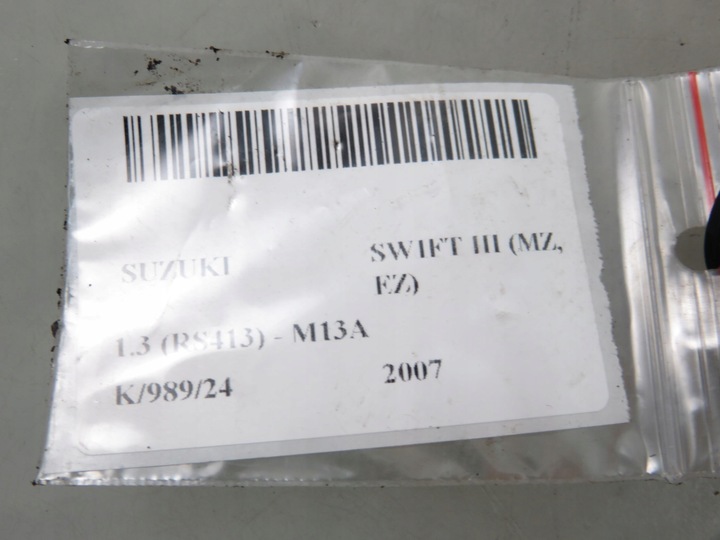 SUZUKI SWIFT III (MZ,
EZ)
1.3 (RS413) - M13A
K/989/24 2007